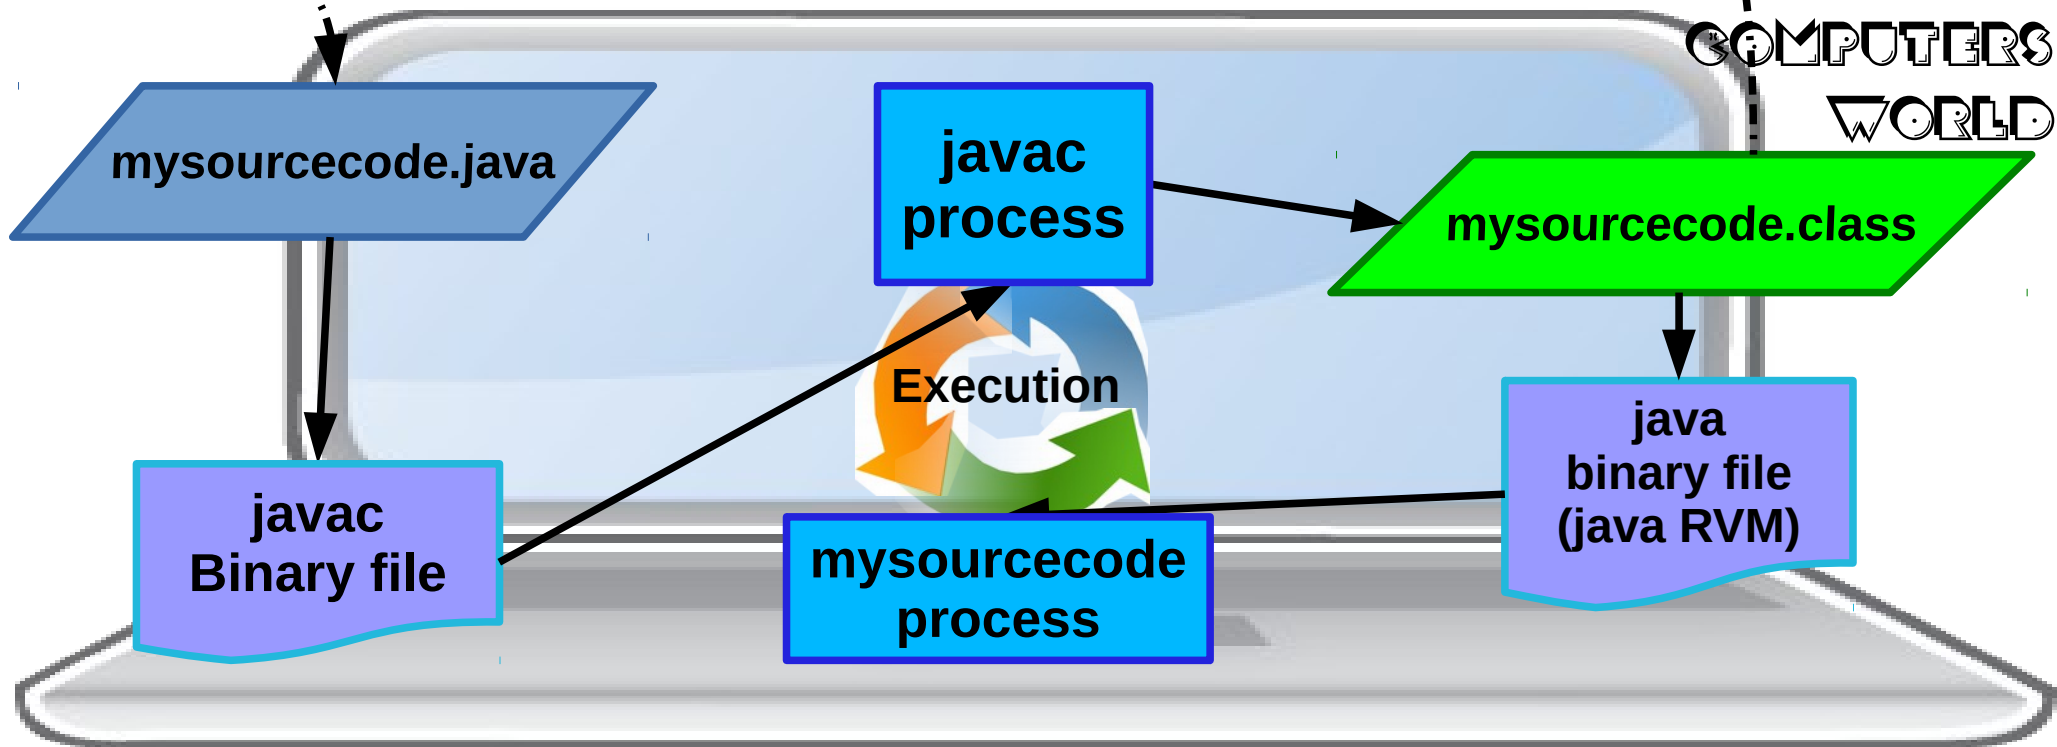 COMPUTERS
WORLD
mysourcecode.java
javac
process
mysourcecode.class
Execution
javac
Binary file
java
binary file
(java RVM)
mysourcecode
process